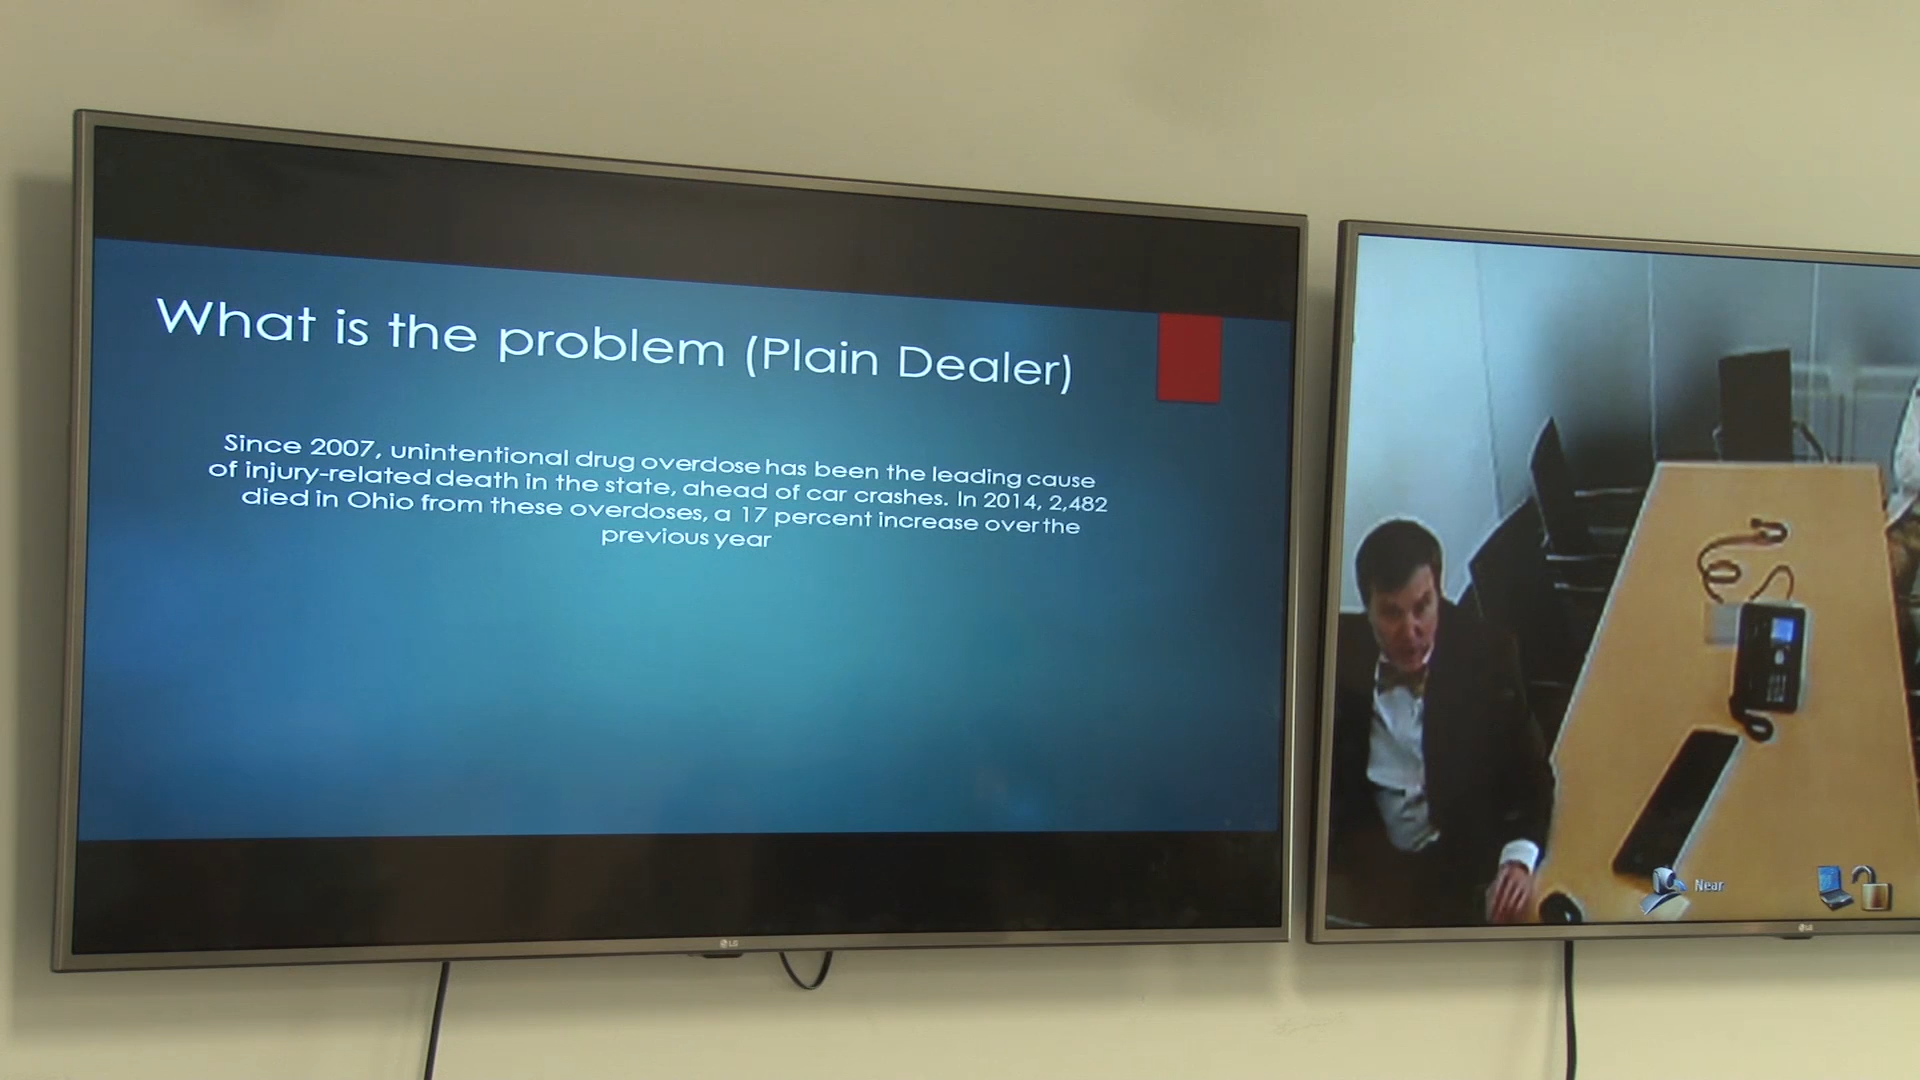 What is the problem (Plain Dealer)
Since 2007, unintentional drug overdose has been the leading cause
of injury-related death in the state, ahead of car crashes. In 2014, 2,482
died in Ohio from these overdoses, a 17 percent increase over the
previous year
Near
LG
LG